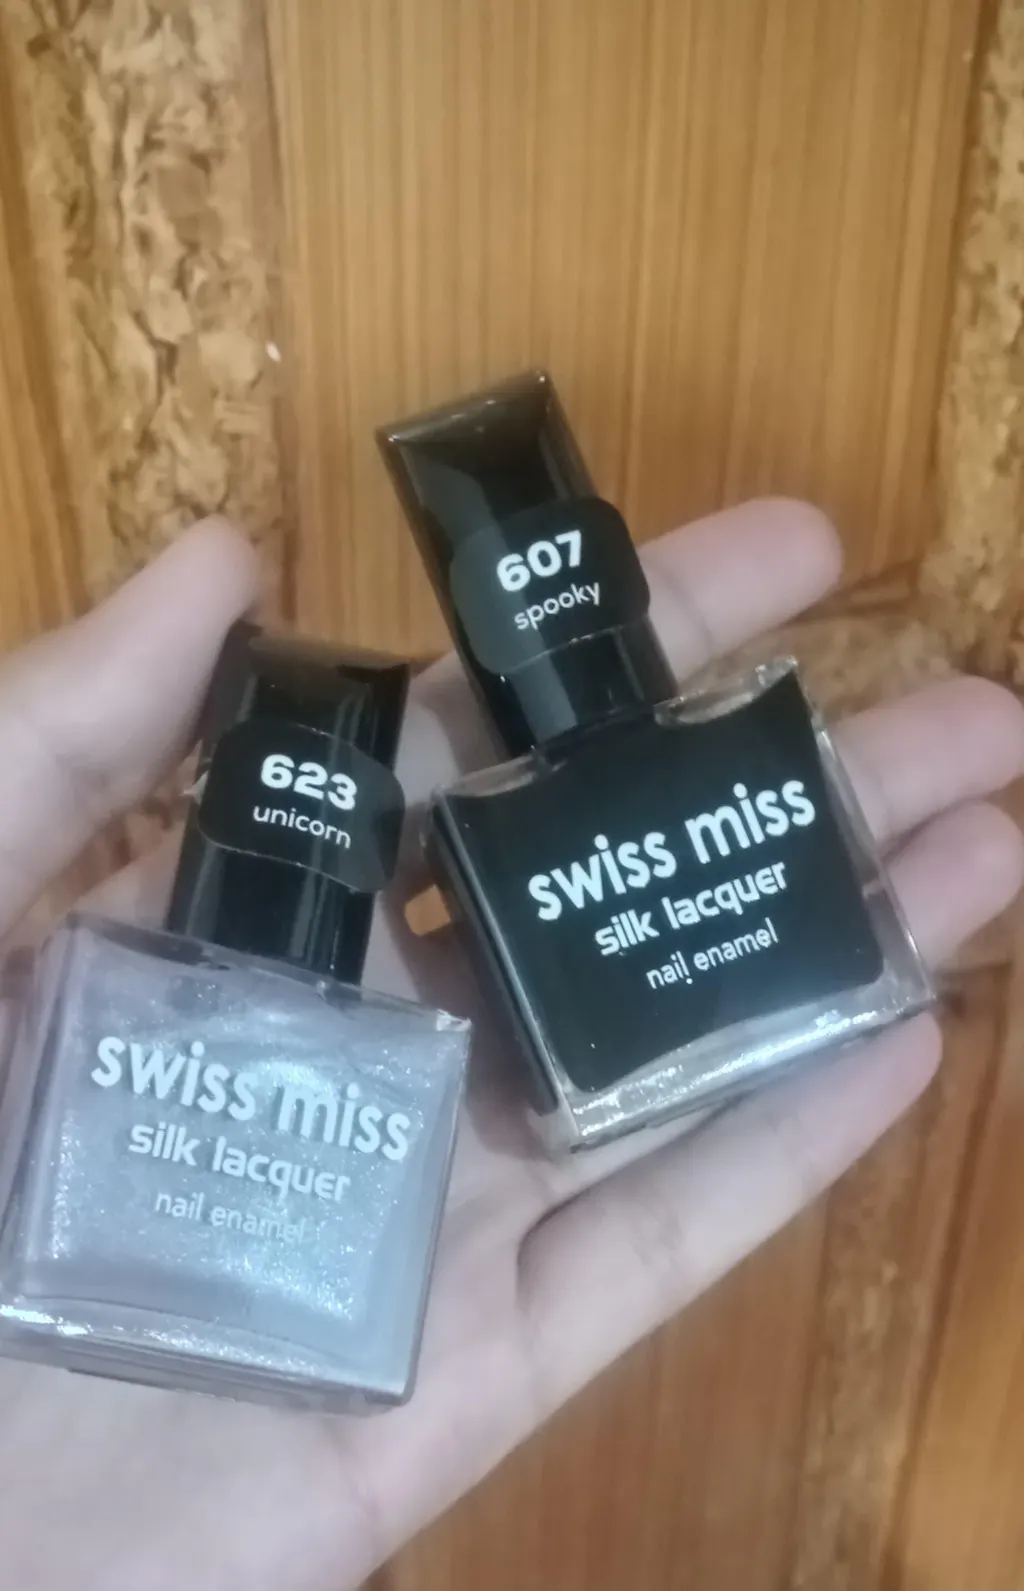 607
spooky
swiss miss
silk lacquer
nail enamel
623
unicorn
swiss miss
silk lacquer
nail enamel